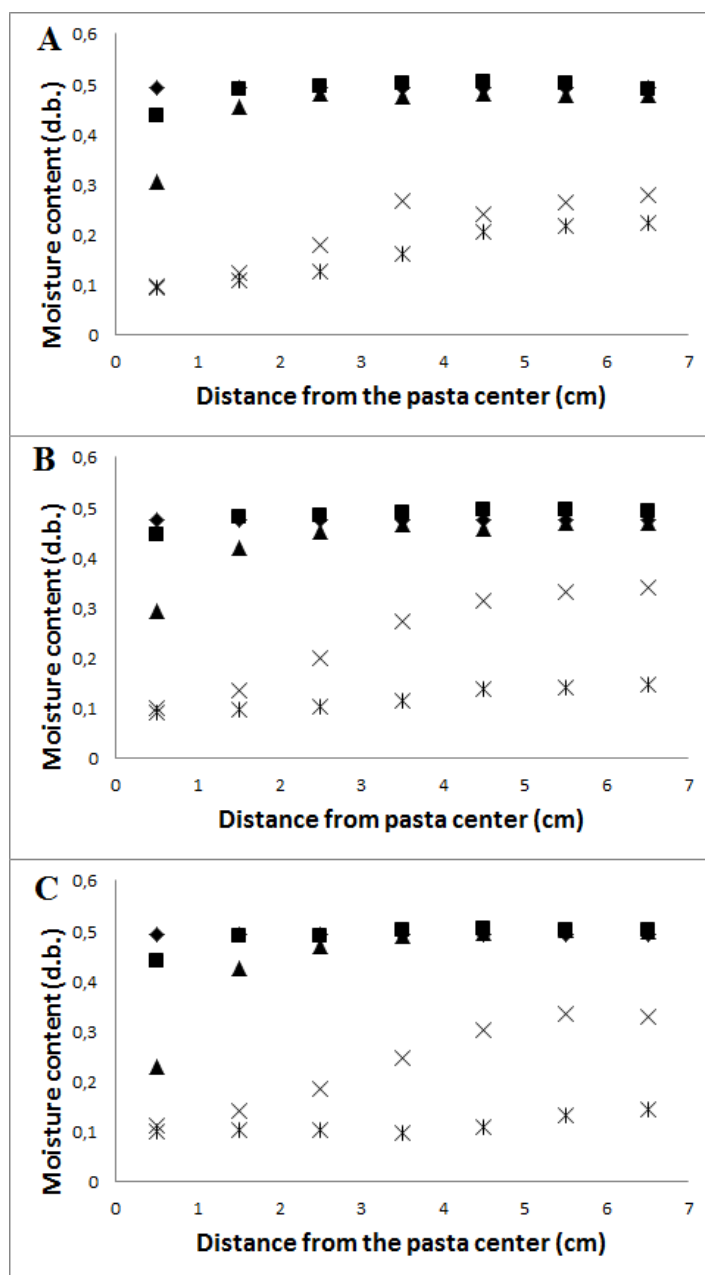 A
0,6
0,5
0,4
0,3
0,2
0,1
0
Moisture content (d.b.)
0 1 2 3 4 5 6 7
Distance from the pasta center (cm)
B
0,6
0,5
0,4
0,3
0,2
0,1
0
Moisture content (d.b.)
0 1 2 3 4 5 6 7
Distance from pasta center (cm)
C
0,6
0,5
0,4
0,3
0,2
0,1
0
Moisture content (d.b.)
0 1 2 3 4 5 6 7
Distance from the pasta center (cm)